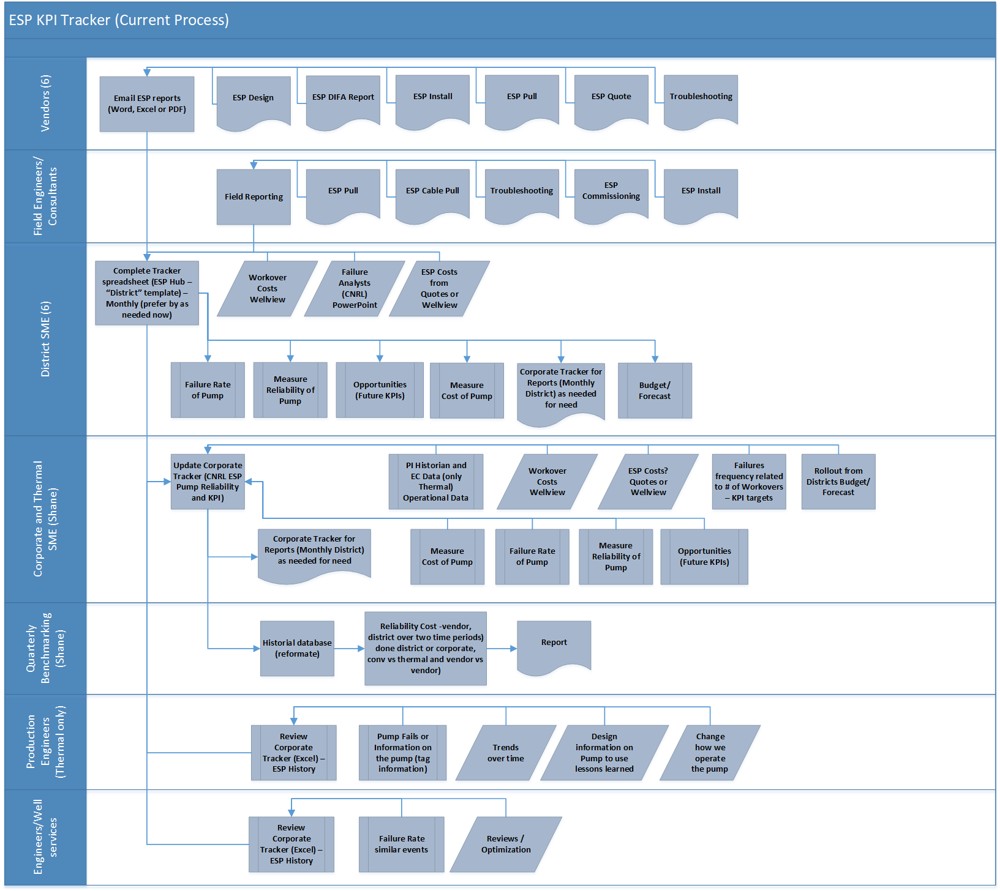 ESP KPI Tracker (Current Process)
Vendors (6)
Email ESP reports
(Word, Excel or PDF)
ESP Design
ESP DIFA Report
ESP Install
ESP Pull
ESP Quote
Troubleshooting
Field Engineers/
Consultants
Field Reporting
ESP Pull
ESP Cable Pull
Troubleshooting
ESP
Commissioning
ESP Install
District SME (6)
Complete Tracker
spreadsheet (ESP Hub –
“District” template) –
Monthly (prefer by as
needed now)
Workover
Costs
Wellview
Failure
Analysts
(CNRL)
PowerPoint
ESP Costs
from
Quotes or
Wellview
Failure Rate
of Pump
Measure
Reliability of
Pump
Opportunities
(Future KPIs)
Measure
Cost of Pump
Corporate Tracker for
Reports (Monthly
District) as needed
for need
Budget/
Forecast
Corporate and Thermal
SME (Shane)
Update Corporate
Tracker (CNRL ESP
Pump Reliability
and KPI)
PI Historian and
EC Data (only
Thermal)
Operational Data
Workover
Costs
Wellview
ESP Costs?
Quotes or
Wellview
Failures
frequency related
to # of Workovers
– KPI targets
Rollout from
Districts Budget/
Forecast
Corporate Tracker for
Reports (Monthly District)
as needed for need
Measure
Cost of Pump
Failure Rate
of Pump
Measure
Reliability of
Pump
Opportunities
(Future KPIs)
Quarterly
Benchmarking
(Shane)
Historial database
(reformate)
Reliability Cost -vendor,
district over two time periods)
done district or corporate,
conv vs thermal and vendor vs
vendor)
Report
Production
Engineers
(Thermal only)
Review
Corporate
Tracker (Excel) –
ESP History
Pump Fails or
Information on
the pump (tag
information)
Trends
over time
Design
information on
Pump to use
lessons learned
Change
how we
operate
the pump
Engineers/Well
services
Review
Corporate
Tracker (Excel) –
ESP History
Failure Rate
similar events
Reviews /
Optimization